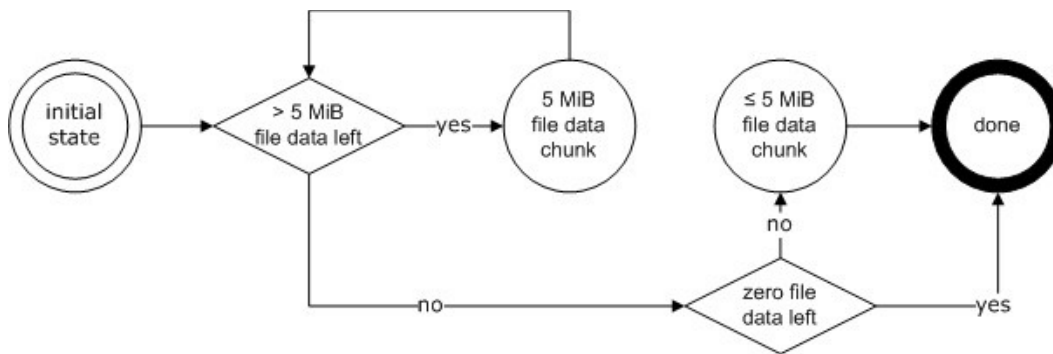 initial
state
> 5 MiB
file data left
yes
5 MiB
file data
chunk
≤ 5 MiB
file data
chunk
done
no
no
zero file
data left
yes